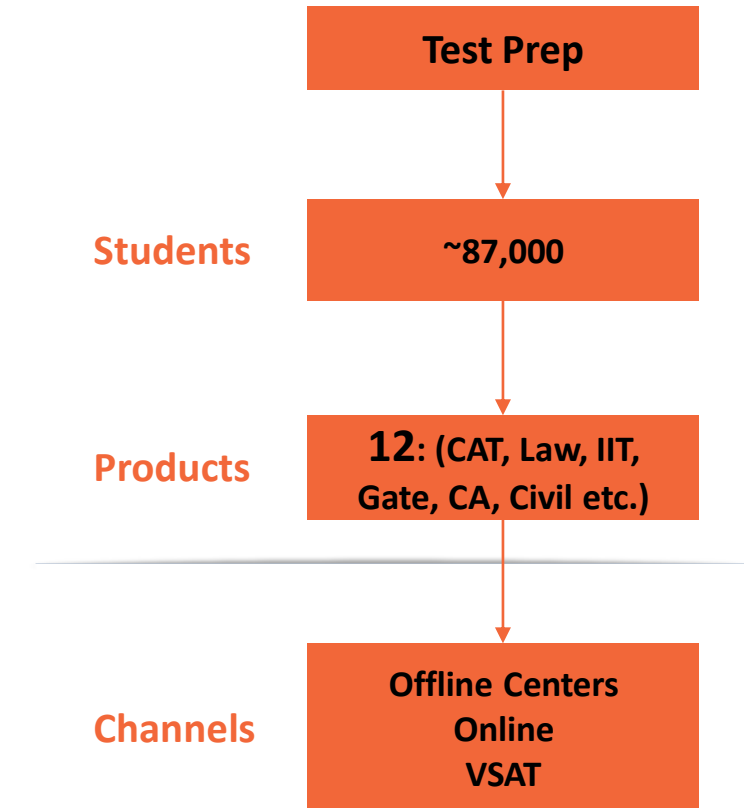 Test Prep
Students
~87,000
Products
12: (CAT, Law, IIT,
Gate, CA, Civil etc.)
Channels
Offline Centers
Online
VSAT